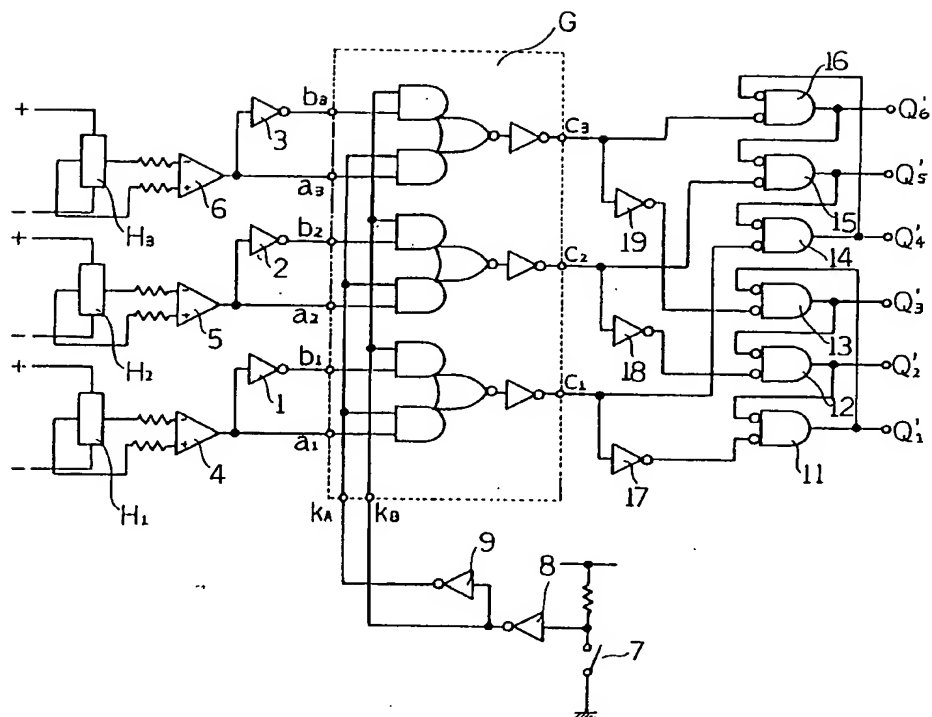 G
16
+
b₃
3
C₃
Q'₆
a₃
6
15
Q'₅
19
−
H₃
b₂
2
C₂
14
Q'₄
+
a₂
5
13
Q'₃
18
−
H₂
b₁
1
C₁
12
Q'₂
+
a₁
4
17
11
Q'₁
−
H₁
kA
kB
9
8
7
− + − + − +